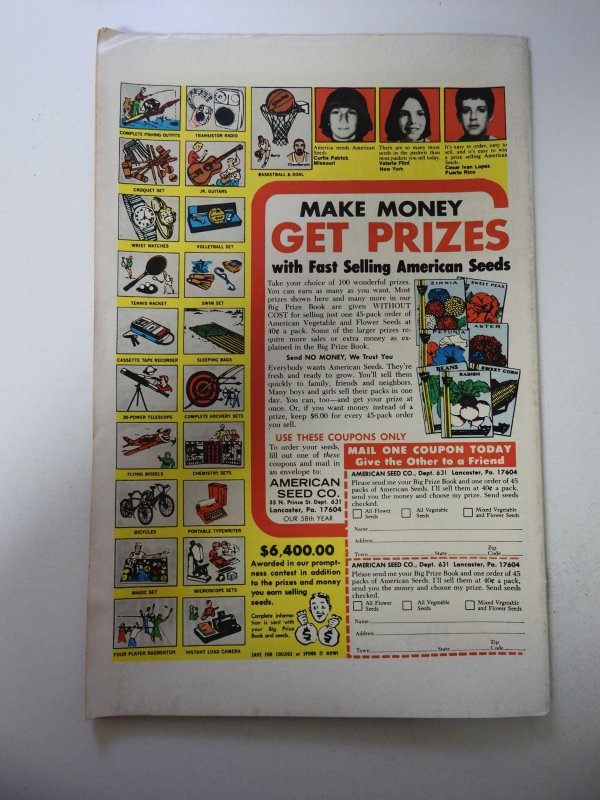 COMPLETE FISHING OUTFITS
TRANSISTOR RADIO
CROQUET SET
JR. GUITARS
WRIST WATCHES
VOLLEYBALL SET
TENNIS RACKET
SWIM SET
CASSETTE TAPE RECORDER
SLEEPING BAGS
30-POWER TELESCOPE
COMPLETE ARCHERY SETS
FLYING MODELS
CHEMISTRY SETS
BICYCLES
PORTABLE TYPEWRITER
MAGIC SET
MICROSCOPE SETS
FOUR PLAYER BADMINTON
INSTANT LOAD CAMERA
BASKETBALL & GOAL
America needs American
Seeds.
Curtis Patrick
Missouri
There are so many more
seeds in the packets than
most packets you sell today.
Valerie Flint
New York
It's easy to order, easy to
sell, and it's easy to win
a prize selling American
Seeds.
Cesar Ivan Lopez
Puerto Rico
MAKE MONEY
GET PRIZES
with Fast Selling American Seeds
Take your choice of 100 wonderful prizes.
You can earn as many as you want. Most
prizes shown here and many more in our
Big Prize Book are given WITHOUT
COST for selling just one 45-pack order of
American Vegetable and Flower Seeds at
40¢ a pack. Some of the larger prizes re-
quire more sales or extra money as ex-
plained in the Big Prize Book.
Send NO MONEY, We Trust You
Everybody wants American Seeds. They're
fresh and ready to grow. You'll sell them
quickly to family, friends and neighbors.
Many boys and girls sell their packs in one
day. You can, too—and get your prize at
once. Or, if you want money instead of a
prize, keep $6.00 for every 45-pack order
you sell.
ZINNIA
SWEET PEAS
PETUNIA
ASTER
BEANS
RADISH
SWEET CORN
USE THESE COUPONS ONLY
To order your seeds,
fill out one of these
coupons and mail in
an envelope to:
AMERICAN
SEED CO.
35 N. Prince St. Dept. 631
Lancaster, Pa. 17604
OUR 58th YEAR
$6,400.00
Awarded in our prompt-
ness contest in addition
to the prizes and money
you earn selling
seeds.
Complete informa-
tion is sent with
your Big Prize
Book and seeds.
$ $
SAVE FOR COLLEGE or SPEND IT NOW!
MAIL ONE COUPON TODAY
Give the Other to a Friend
AMERICAN SEED CO., Dept. 631 Lancaster, Pa. 17604
Please send me your Big Prize Book and one order of 45
packs of American Seeds. I'll sell them at 40¢ a pack,
send you the money and choose my prize. Send seeds
checked.
All Flower Seeds
All Vegetable Seeds
Mixed Vegetable and Flower Seeds
Name
Address
Town State Zip Code
AMERICAN SEED CO., Dept. 631 Lancaster, Pa. 17604
Please send me your Big Prize Book and one order of 45
packs of American Seeds. I'll sell them at 40¢ a pack,
send you the money and choose my prize. Send seeds
checked.
All Flower Seeds
All Vegetable Seeds
Mixed Vegetable and Flower Seeds
Name
Address
Town State Zip Code